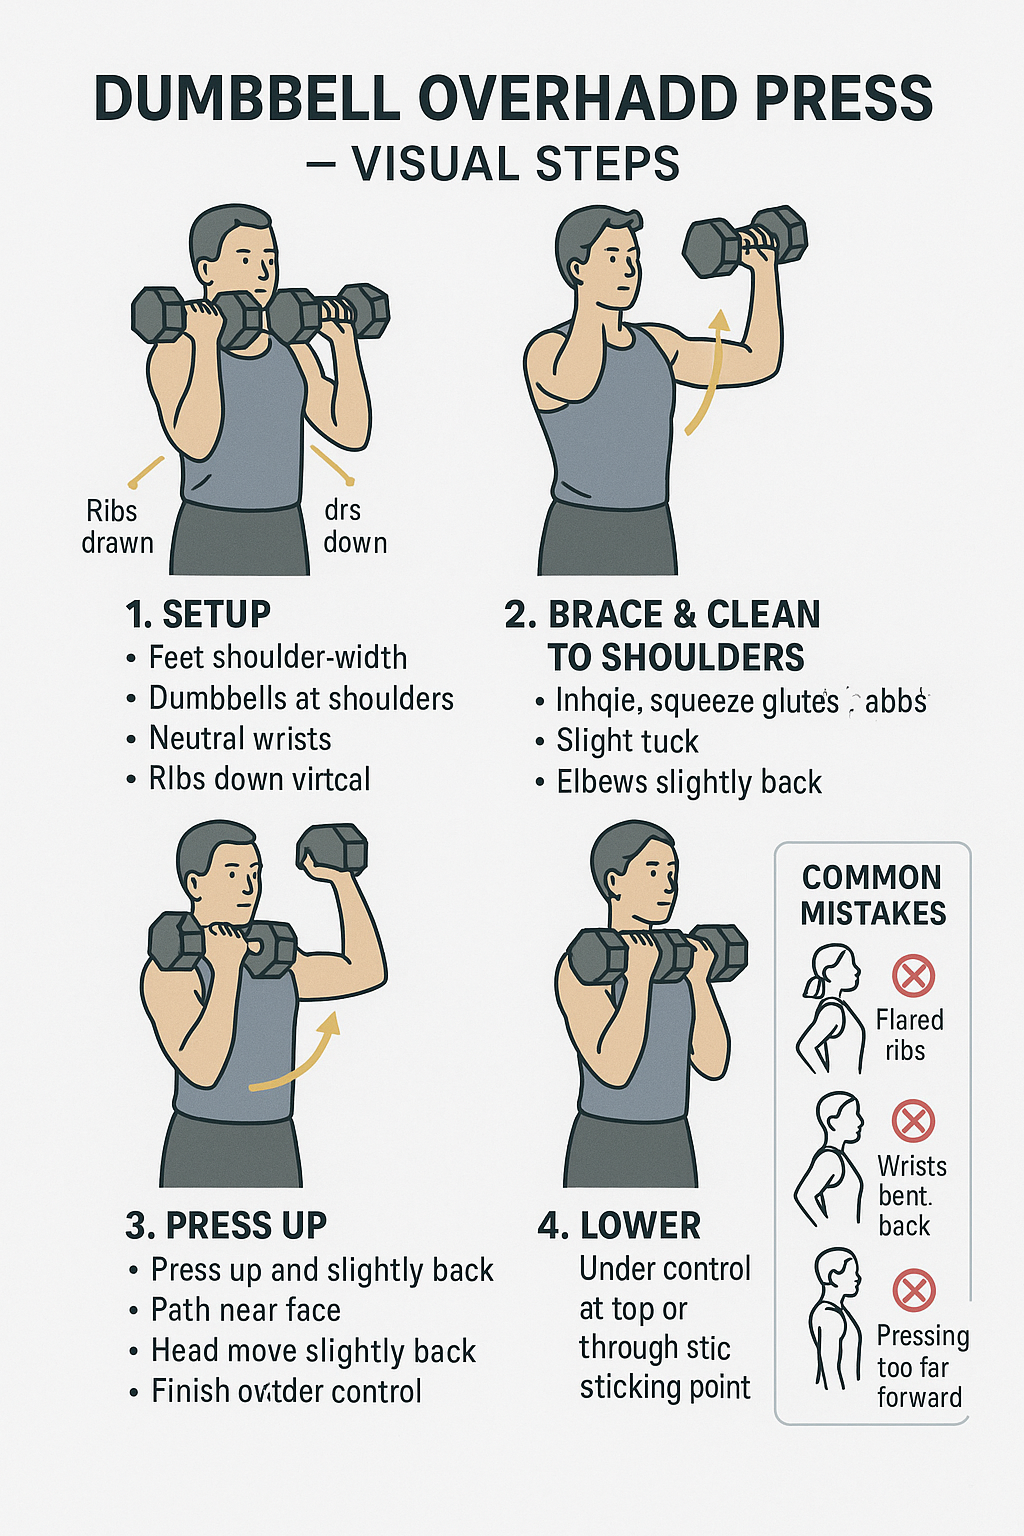 DUMBBELL OVERHADD PRESS
– VISUAL STEPS
Ribs
drawn
drs
down
1. SETUP
• Feet shoulder-width
• Dumbbells at shoulders
• Neutral wrists
• RIbs down virtcal
2. BRACE & CLEAN
TO SHOULDERS
• Inhqie, squeeze glutes abbs
• Slight tuck
• Elbews slightly back
3. PRESS UP
• Press up and slightly back
• Path near face
• Head move slightly back
• Finish control
4. LOWER
Under control
at top or
through stic
sticking point
COMMON
MISTAKES
Flared
ribs
Wrists
bent.
back
Pressing
too far
forward